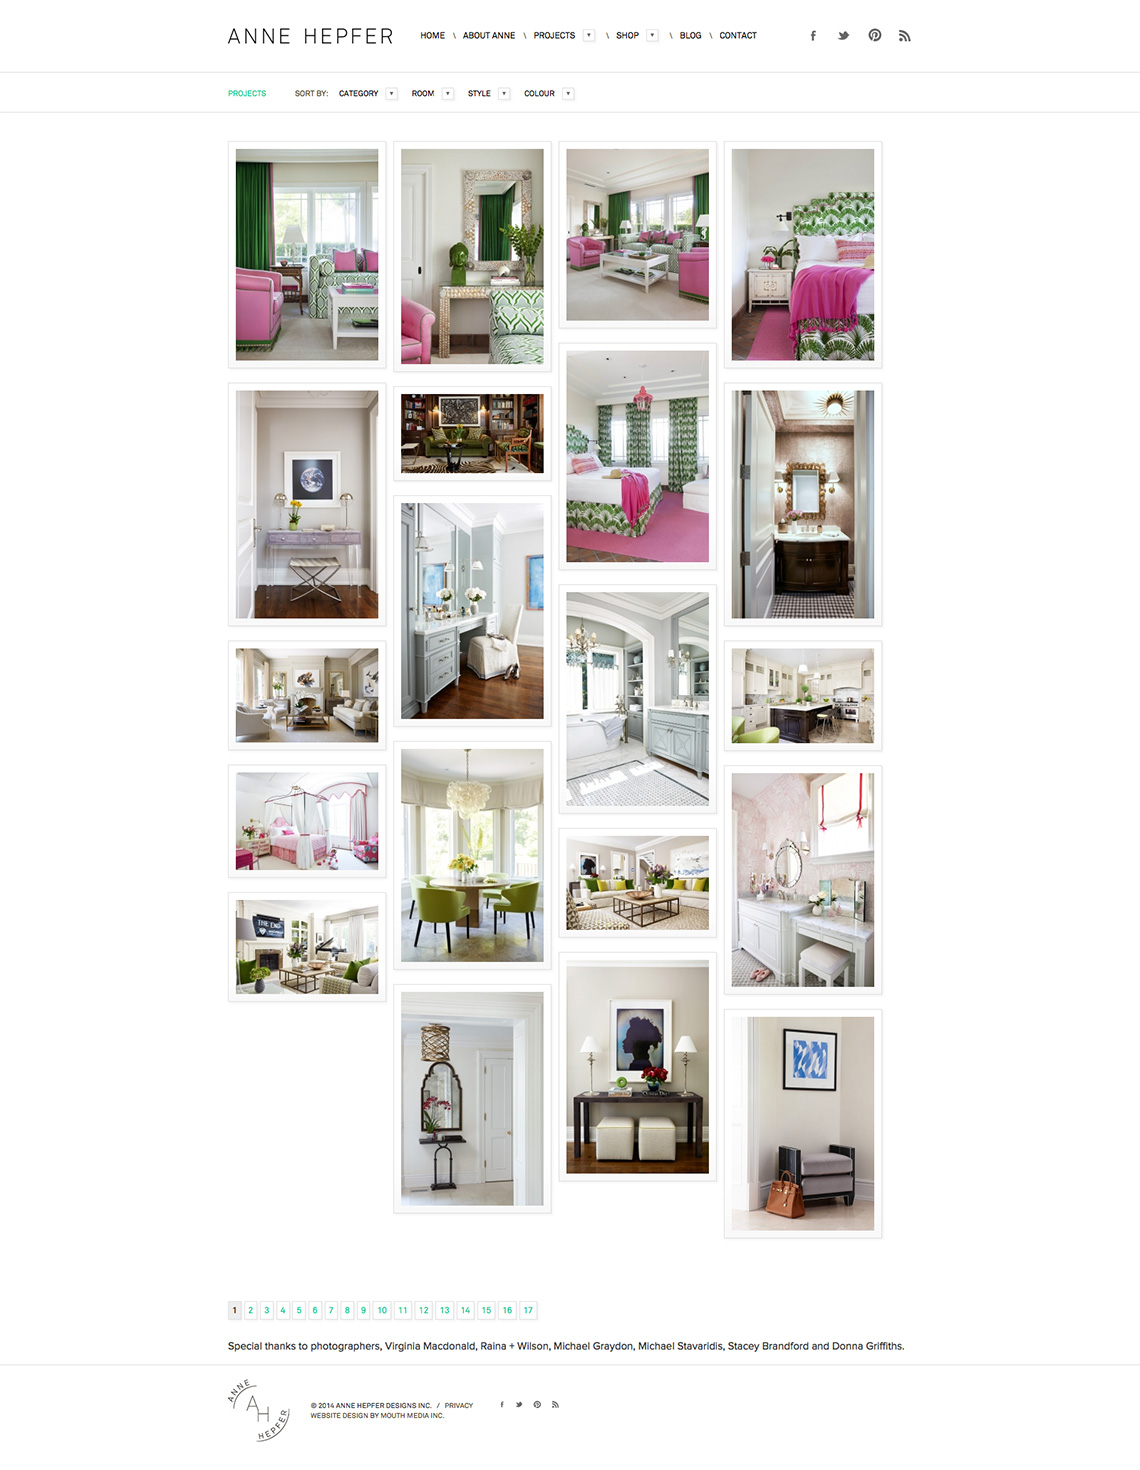 ANNE HEPFER
HOME \ ABOUT ANNE \ PROJECTS \ SHOP \ BLOG \ CONTACT
PROJECTS SORT BY: CATEGORY ROOM STYLE COLOUR
THE END
1 2 3 4 5 6 7 8 9 10 11 12 13 14 15 16 17
Special thanks to photographers, Virginia Macdonald, Raina + Wilson, Michael Graydon, Michael Stavaridis, Stacey Brandford and Donna Griffiths.
ANNE
AH
HEPFER
© 2014 ANNE HEPFER DESIGNS INC. / PRIVACY
WEBSITE DESIGN BY MOUTH MEDIA INC.